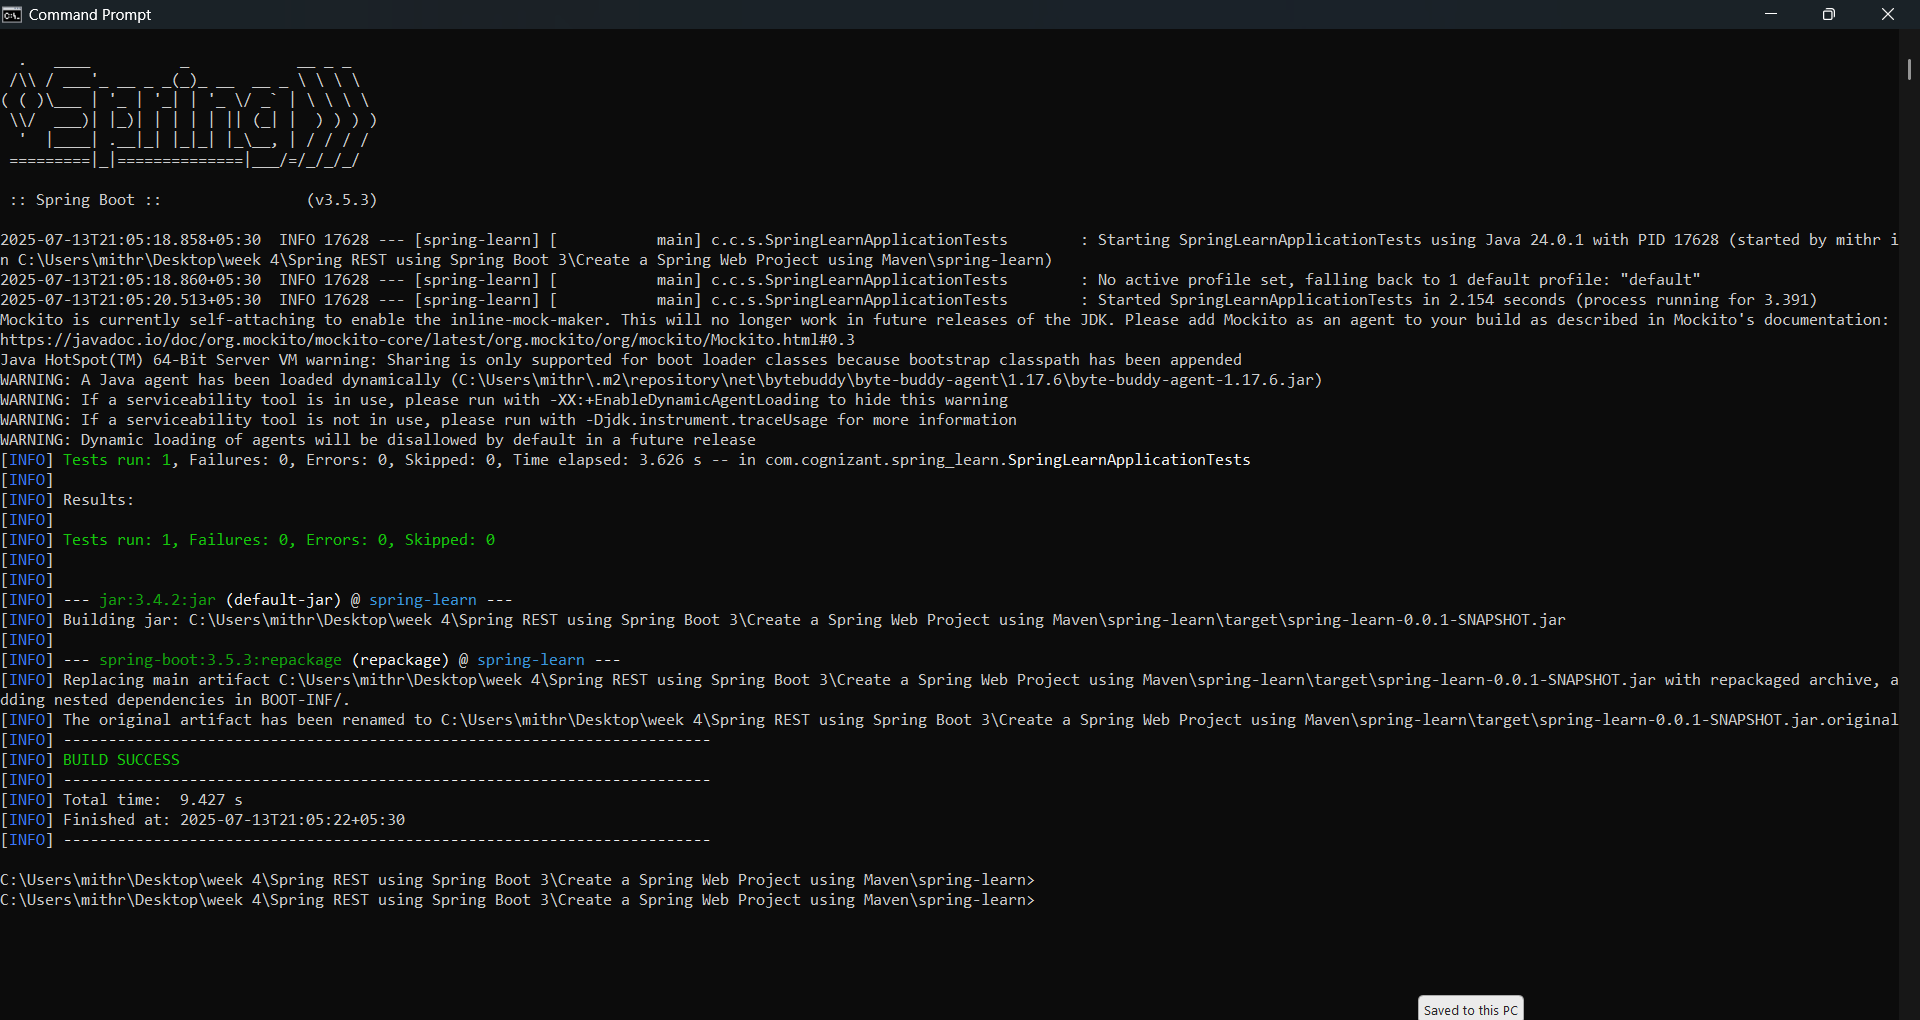 Command Prompt
  .   ____          _            __ _ _
 /\\ / ___'_ __ _ _(_)_ __  __ _ \ \ \ \
( ( )\___ | '_ | '_| | '_ \/ _` | \ \ \ \
 \\/  ___)| |_)| | | | | || (_| |  ) ) ) )
  '  |____| .__|_| |_|_| |_\__, | / / / /
 =========|_|==============|___/=/_/_/_/
 :: Spring Boot ::                (v3.5.3)
2025-07-13T21:05:18.858+05:30  INFO 17628 --- [spring-learn] [           main] c.c.s.SpringLearnApplicationTests        : Starting SpringLearnApplicationTests using Java 24.0.1 with PID 17628 (started by mithr i
n C:\Users\mithr\Desktop\week 4\Spring REST using Spring Boot 3\Create a Spring Web Project using Maven\spring-learn)
2025-07-13T21:05:18.860+05:30  INFO 17628 --- [spring-learn] [           main] c.c.s.SpringLearnApplicationTests        : No active profile set, falling back to 1 default profile: "default"
2025-07-13T21:05:20.513+05:30  INFO 17628 --- [spring-learn] [           main] c.c.s.SpringLearnApplicationTests        : Started SpringLearnApplicationTests in 2.154 seconds (process running for 3.391)
Mockito is currently self-attaching to enable the inline-mock-maker. This will no longer work in future releases of the JDK. Please add Mockito as an agent to your build as described in Mockito's documentation:
https://javadoc.io/doc/org.mockito/mockito-core/latest/org.mockito/org/mockito/Mockito.html#0.3
Java HotSpot(TM) 64-Bit Server VM warning: Sharing is only supported for boot loader classes because bootstrap classpath has been appended
WARNING: A Java agent has been loaded dynamically (C:\Users\mithr\.m2\repository\net\bytebuddy\byte-buddy-agent\1.17.6\byte-buddy-agent-1.17.6.jar)
WARNING: If a serviceability tool is in use, please run with -XX:+EnableDynamicAgentLoading to hide this warning
WARNING: If a serviceability tool is not in use, please run with -Djdk.instrument.traceUsage for more information
WARNING: Dynamic loading of agents will be disallowed by default in a future release
[INFO] Tests run: 1, Failures: 0, Errors: 0, Skipped: 0, Time elapsed: 3.626 s -- in com.cognizant.spring_learn.SpringLearnApplicationTests
[INFO]
[INFO] Results:
[INFO]
[INFO] Tests run: 1, Failures: 0, Errors: 0, Skipped: 0
[INFO]
[INFO]
[INFO] --- jar:3.4.2:jar (default-jar) @ spring-learn ---
[INFO] Building jar: C:\Users\mithr\Desktop\week 4\Spring REST using Spring Boot 3\Create a Spring Web Project using Maven\spring-learn\target\spring-learn-0.0.1-SNAPSHOT.jar
[INFO]
[INFO] --- spring-boot:3.5.3:repackage (repackage) @ spring-learn ---
[INFO] Replacing main artifact C:\Users\mithr\Desktop\week 4\Spring REST using Spring Boot 3\Create a Spring Web Project using Maven\spring-learn\target\spring-learn-0.0.1-SNAPSHOT.jar with repackaged archive, a
dding nested dependencies in BOOT-INF/.
[INFO] The original artifact has been renamed to C:\Users\mithr\Desktop\week 4\Spring REST using Spring Boot 3\Create a Spring Web Project using Maven\spring-learn\target\spring-learn-0.0.1-SNAPSHOT.jar.original
[INFO] ------------------------------------------------------------------------
[INFO] BUILD SUCCESS
[INFO] ------------------------------------------------------------------------
[INFO] Total time:  9.427 s
[INFO] Finished at: 2025-07-13T21:05:22+05:30
[INFO] ------------------------------------------------------------------------
C:\Users\mithr\Desktop\week 4\Spring REST using Spring Boot 3\Create a Spring Web Project using Maven\spring-learn>
C:\Users\mithr\Desktop\week 4\Spring REST using Spring Boot 3\Create a Spring Web Project using Maven\spring-learn>
Saved to this PC